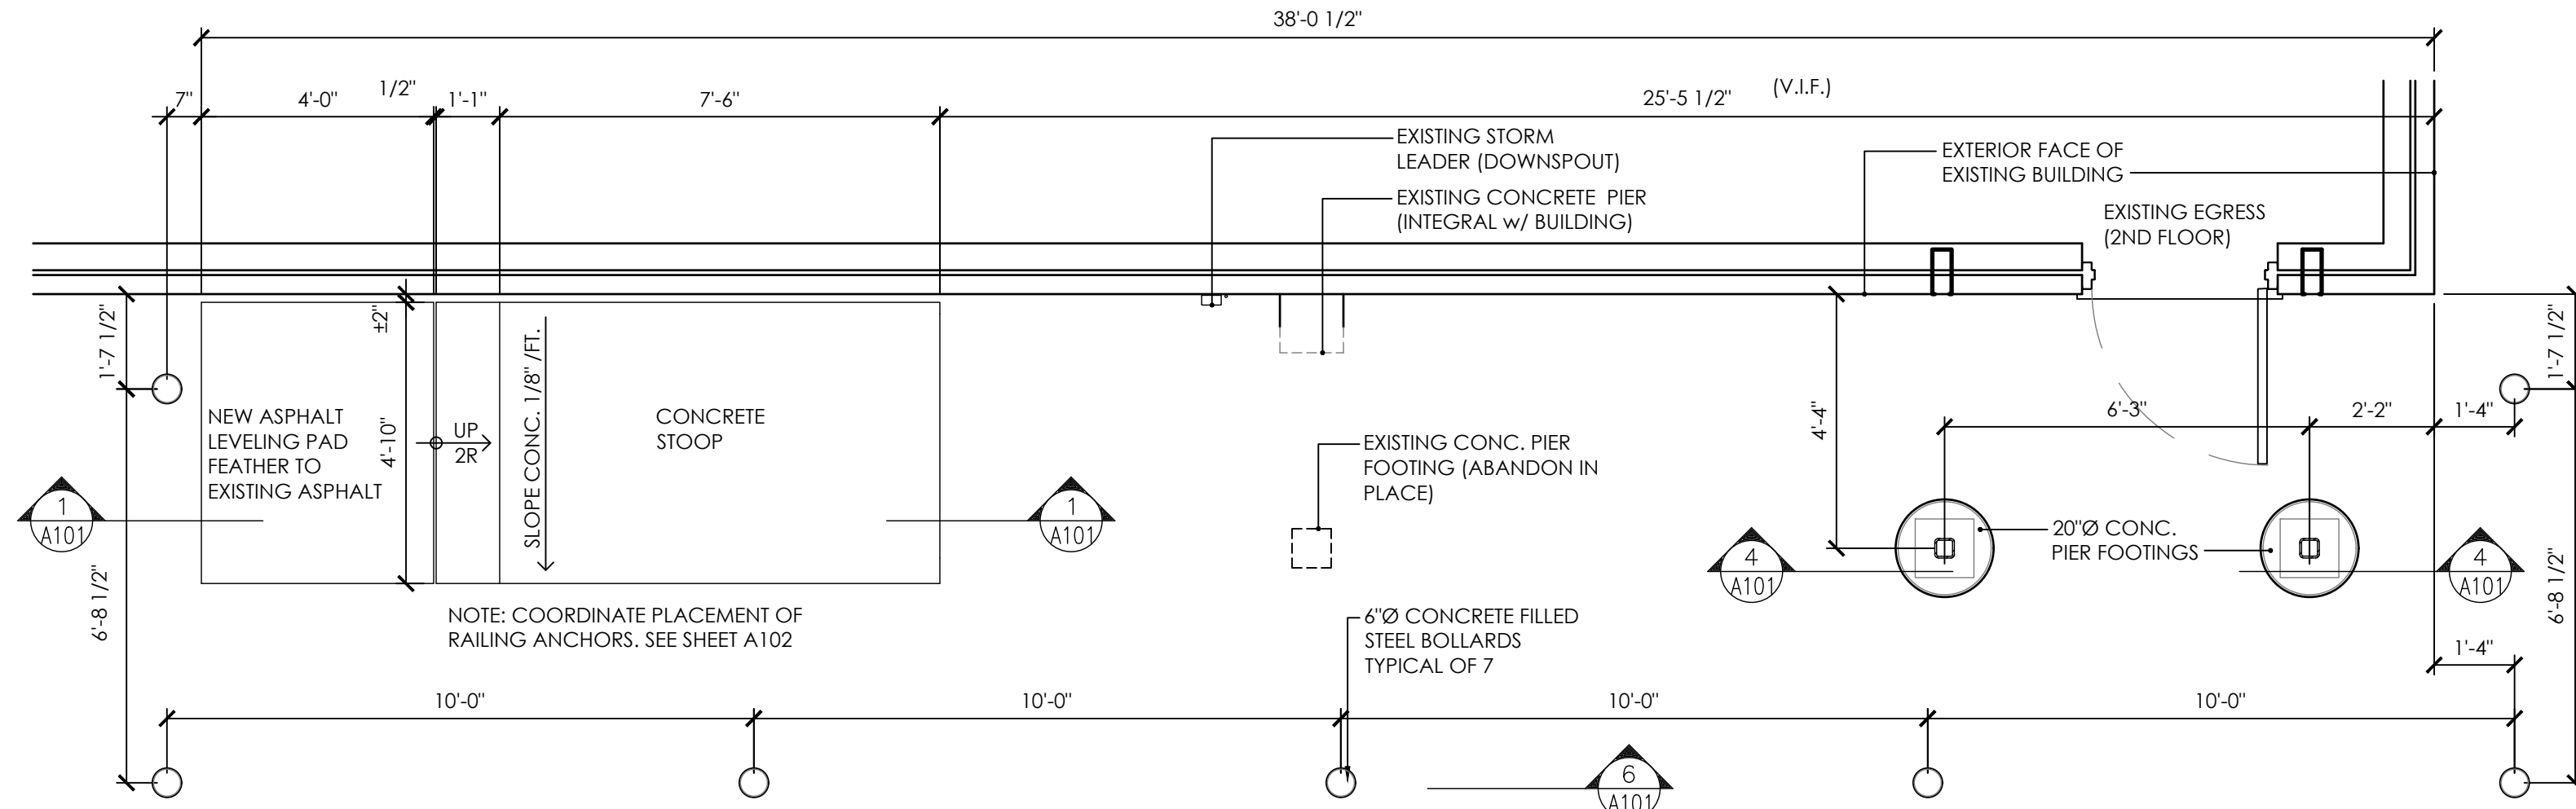 38'-0 1/2"
7"
4'-0"
1/2"
1'-1"
7'-6"
25'-5 1/2"
(V.I.F.)
EXISTING STORM
LEADER (DOWNSPOUT)
EXISTING CONCRETE PIER
(INTEGRAL w/ BUILDING)
EXTERIOR FACE OF
EXISTING BUILDING
EXISTING EGRESS
(2ND FLOOR)
1'-7 1/2"
±2"
1'-7 1/2"
NEW ASPHALT
LEVELING PAD
FEATHER TO
EXISTING ASPHALT
4'-10"
UP
2R
SLOPE CONC. 1/8" /FT.
CONCRETE
STOOP
EXISTING CONC. PIER
FOOTING (ABANDON IN
PLACE)
4'-4"
6'-3"
2'-2"
1'-4"
1
A101
1
A101
4
A101
20"Ø CONC.
PIER FOOTINGS
4
A101
6'-8 1/2"
6'-8 1/2"
NOTE: COORDINATE PLACEMENT OF
RAILING ANCHORS. SEE SHEET A102
6"Ø CONCRETE FILLED
STEEL BOLLARDS
TYPICAL OF 7
1'-4"
10'-0"
10'-0"
10'-0"
10'-0"
6
A101